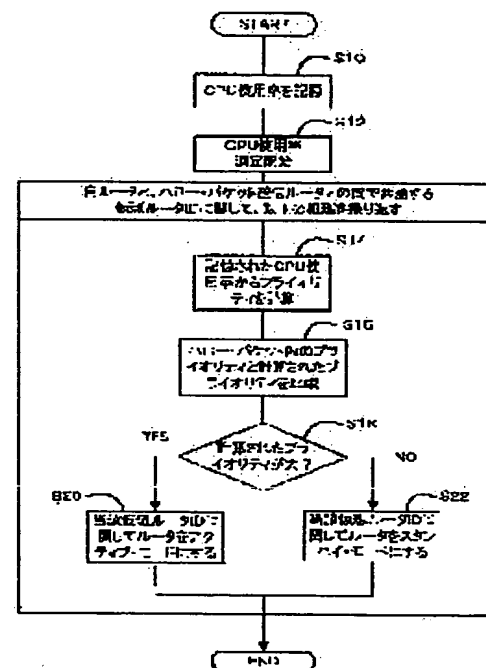 START
S10
CPU使用率を記録
S12
CPU使用率
測定開始
自ルータと、ハロー・パケット送信ルータの間で共通する
仮想ルータIDに関して、以下の処理を繰り返す
S14
記録されたCPU使
用率からプライオリ
ティを計算
S16
ハロー・パケット内のプラ
イオリティと計算されたプ
ライオリティを比較
S18
計算されたプラ
イオリティが大?
YES
NO
S20
S22
当該仮想ルータIDに
関してルータをアク
ティブ・モードにする
当該仮想ルータIDに
関してルータをスタン
バイ・モードにする
END